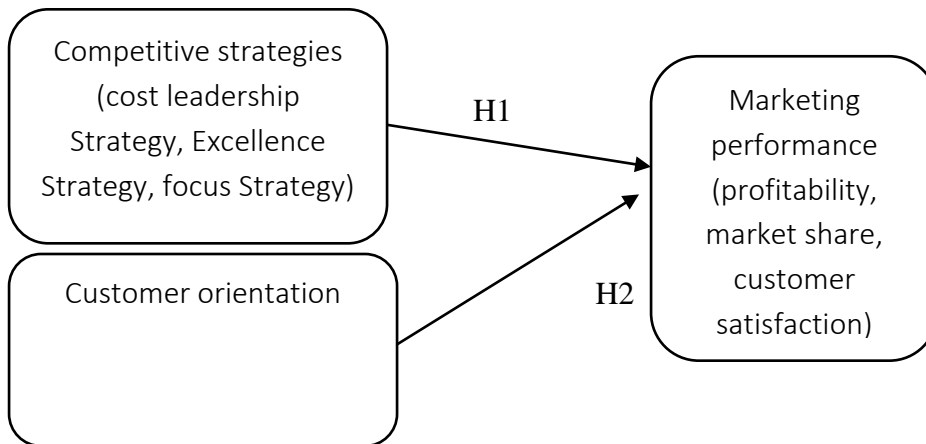 Competitive strategies
(cost leadership
Strategy, Excellence
Strategy, focus Strategy)
H1
Marketing
performance
(profitability,
market share,
customer
satisfaction)
Customer orientation
H2